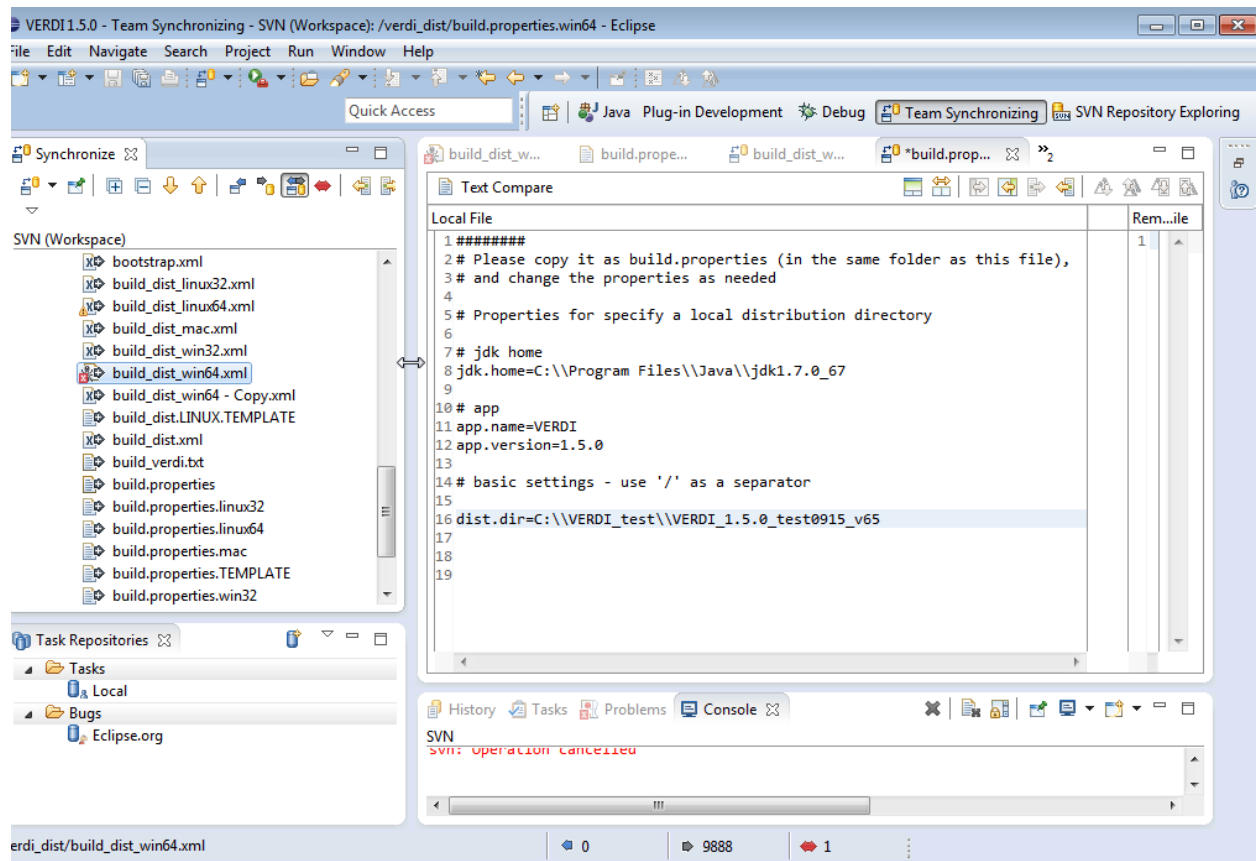 VERDI 1.5.0 - Team Synchronizing - SVN (Workspace): /verdi_dist/build.properties.win64 - Eclipse
File Edit Navigate Search Project Run Window Help
Quick Access
Java Plug-in Development Debug Team Synchronizing SVN Repository Exploring
Synchronize
SVN (Workspace)
bootstrap.xml
build_dist_linux32.xml
build_dist_linux64.xml
build_dist_mac.xml
build_dist_win32.xml
build_dist_win64.xml
build_dist_win64 - Copy.xml
build_dist.LINUX.TEMPLATE
build_dist.xml
build_verdi.txt
build.properties
build.properties.linux32
build.properties.linux64
build.properties.mac
build.properties.TEMPLATE
build.properties.win32
Task Repositories
Tasks
Local
Bugs
Eclipse.org
build_dist_w... build.prope... build_dist_w... *build.prop... »2
Text Compare
Local File Rem...ile
1 ######## 1
2 # Please copy it as build.properties (in the same folder as this file),
3 # and change the properties as needed
4
5 # Properties for specify a local distribution directory
6
7 # jdk home
8 jdk.home=C:\\Program Files\\Java\\jdk1.7.0_67
9
10 # app
11 app.name=VERDI
12 app.version=1.5.0
13
14 # basic settings - use '/' as a separator
15
16 dist.dir=C:\\VERDI_test\\VERDI_1.5.0_test0915_v65
17
18
19
History Tasks Problems Console
SVN
svn: Operation cancelled
erdi_dist/build_dist_win64.xml 0 9888 1